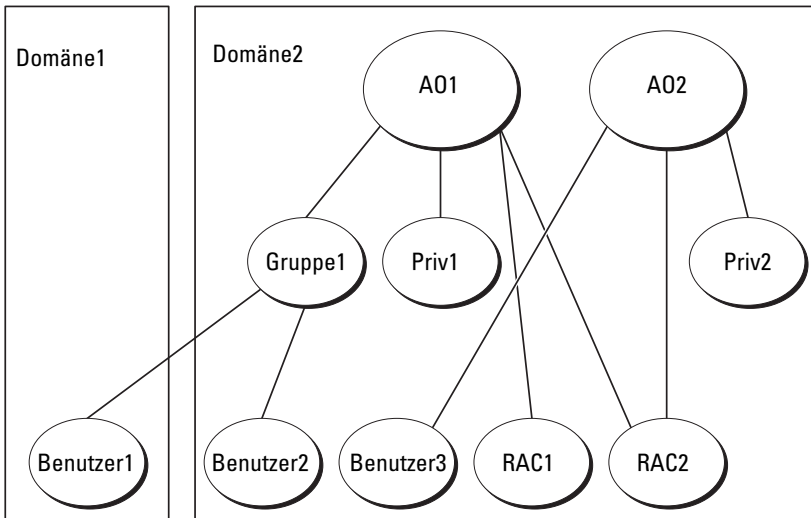 Domäne1
Domäne2
AO1
AO2
Gruppe1
Priv1
Priv2
Benutzer1
Benutzer2
Benutzer3
RAC1
RAC2